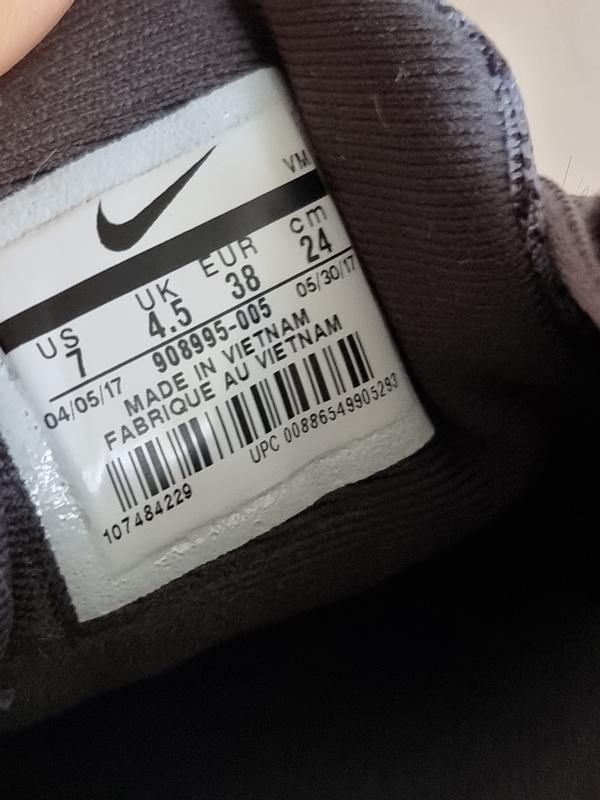 VM
US UK EUR cm
7 4.5 38 24
04/05/17 908995-005 05/30/17
MADE IN VIETNAM
FABRIQUE AU VIETNAM
107484229 UPC 00886549905293